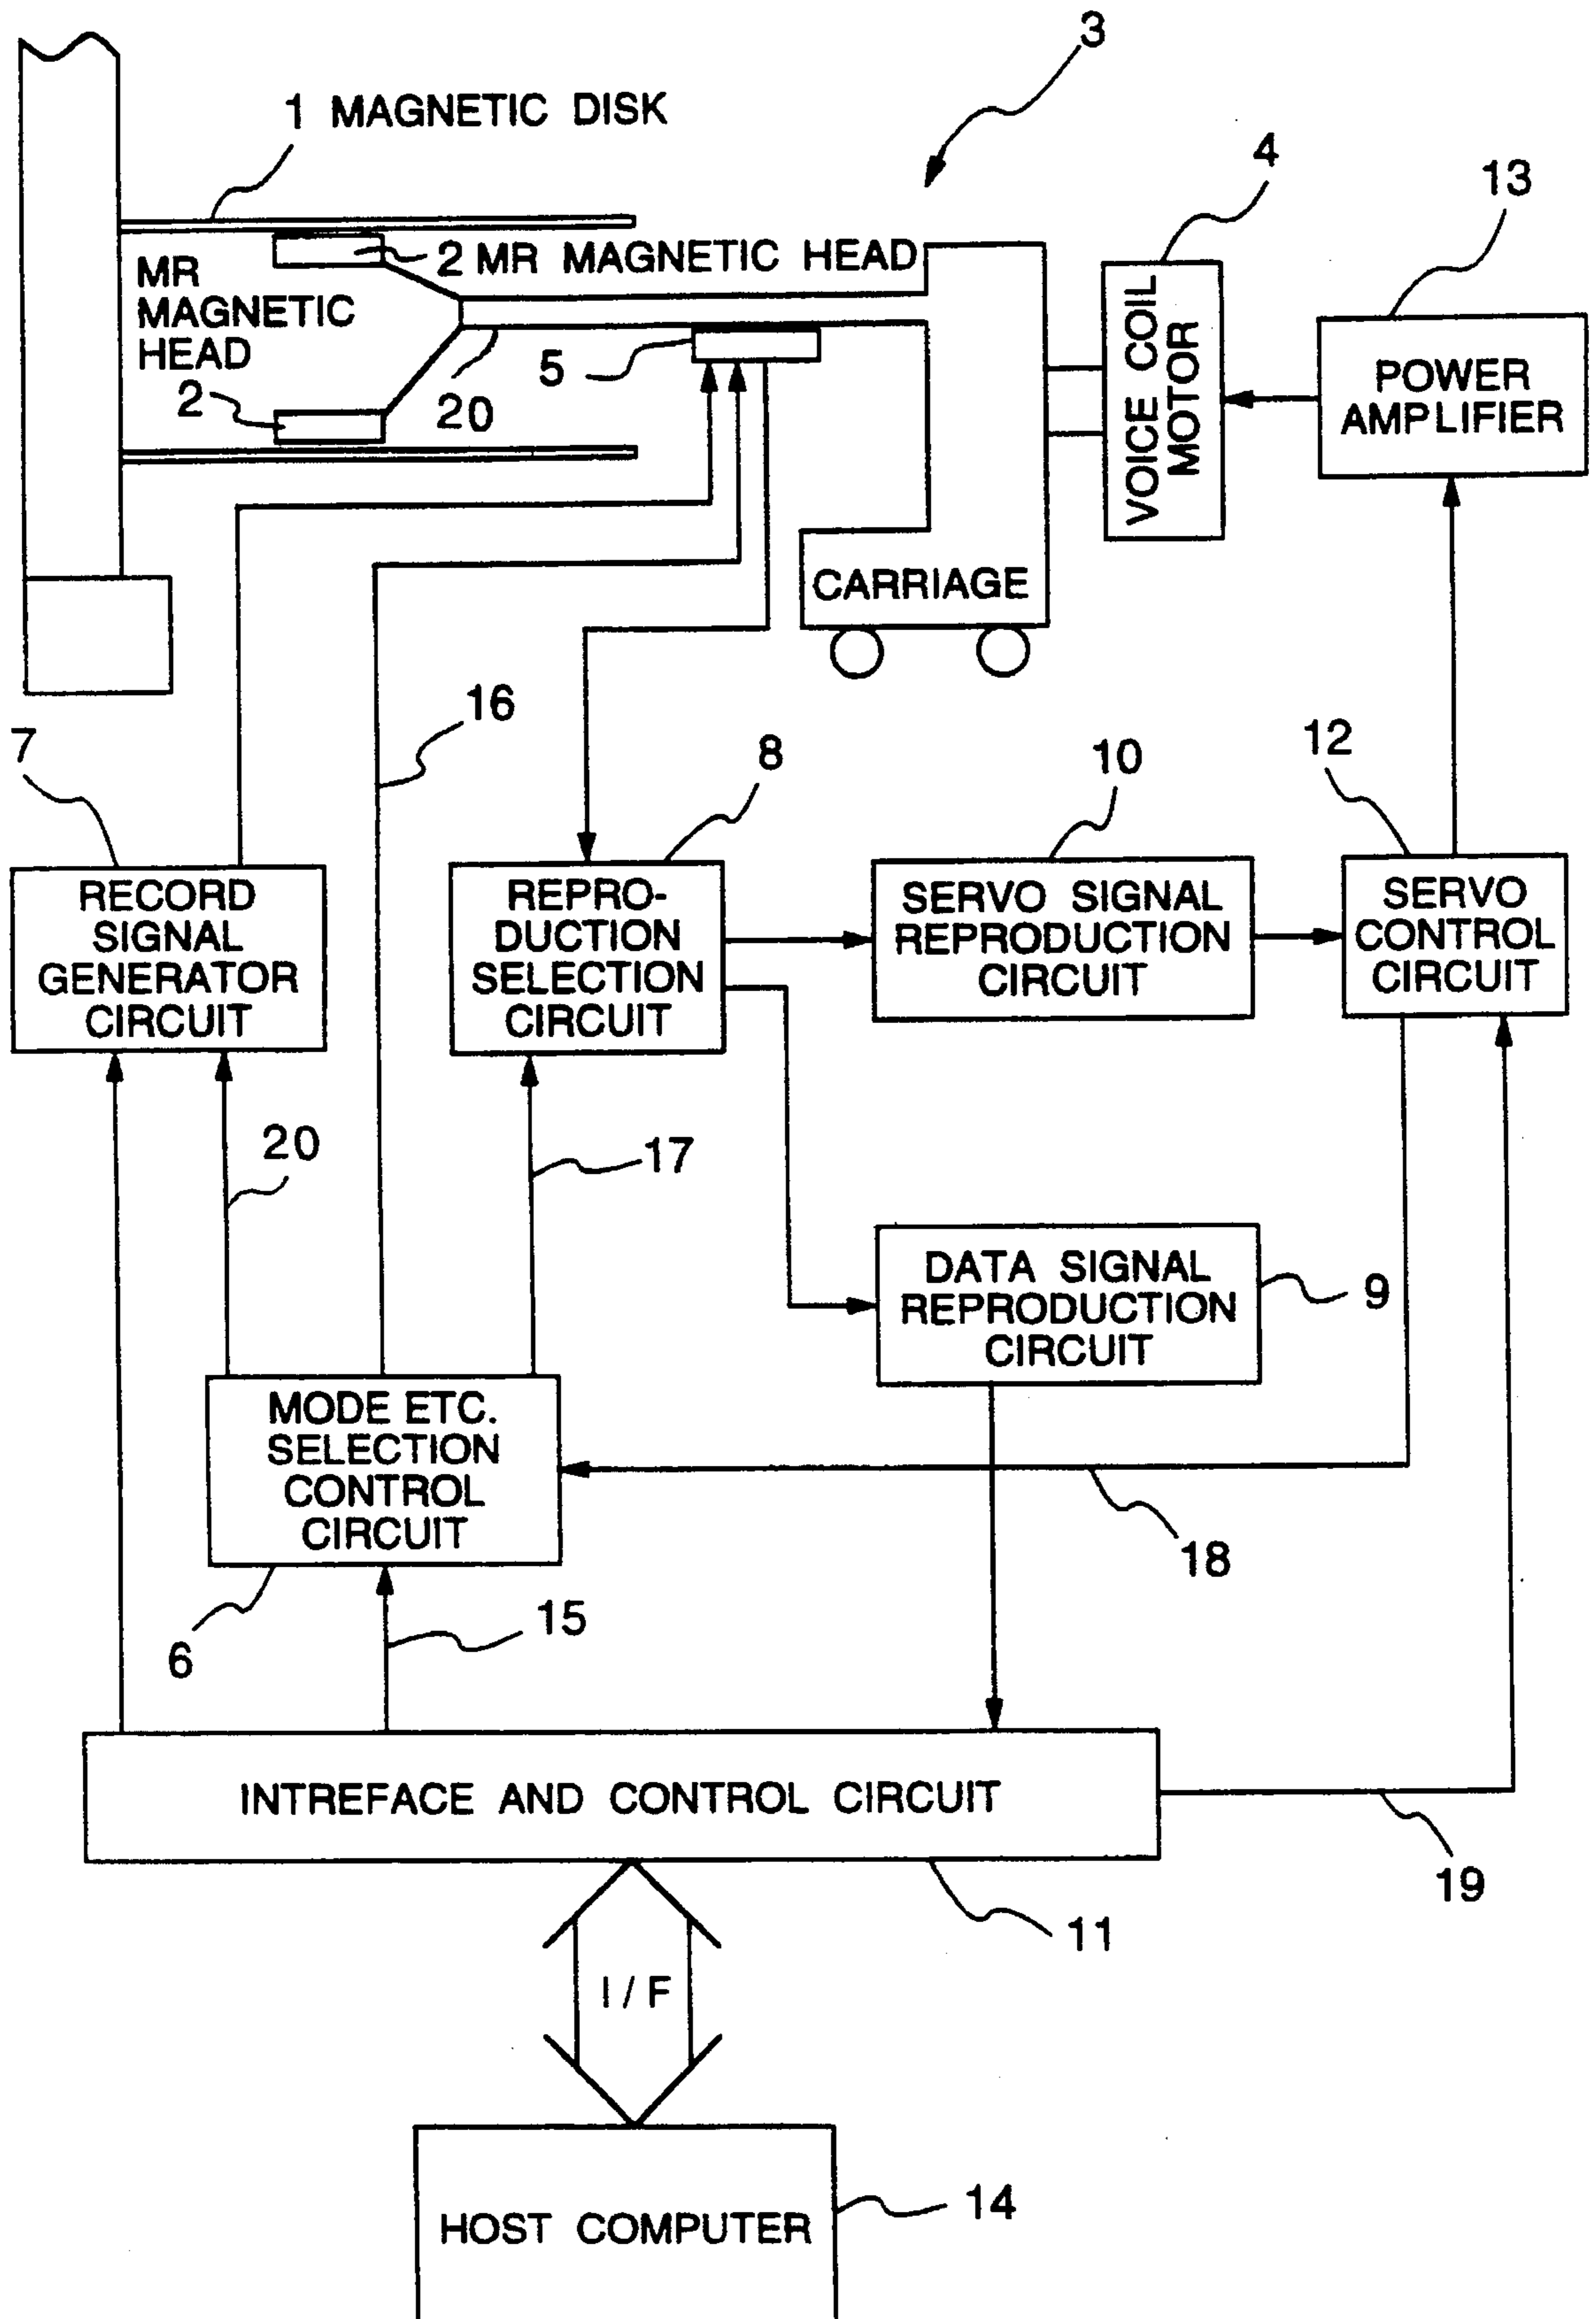 3
1 MAGNETIC DISK
4
13
2 MR MAGNETIC HEAD
MR
MAGNETIC
HEAD
2
20
5
VOICE COIL
MOTOR
POWER
AMPLIFIER
CARRIAGE
16
7
8
10
12
RECORD
SIGNAL
GENERATOR
CIRCUIT
REPRO-
DUCTION
SELECTION
CIRCUIT
SERVO SIGNAL
REPRODUCTION
CIRCUIT
SERVO
CONTROL
CIRCUIT
20
17
DATA SIGNAL
REPRODUCTION
CIRCUIT
9
MODE ETC.
SELECTION
CONTROL
CIRCUIT
18
6
15
INTREFACE AND CONTROL CIRCUIT
19
11
I/F
HOST COMPUTER
14